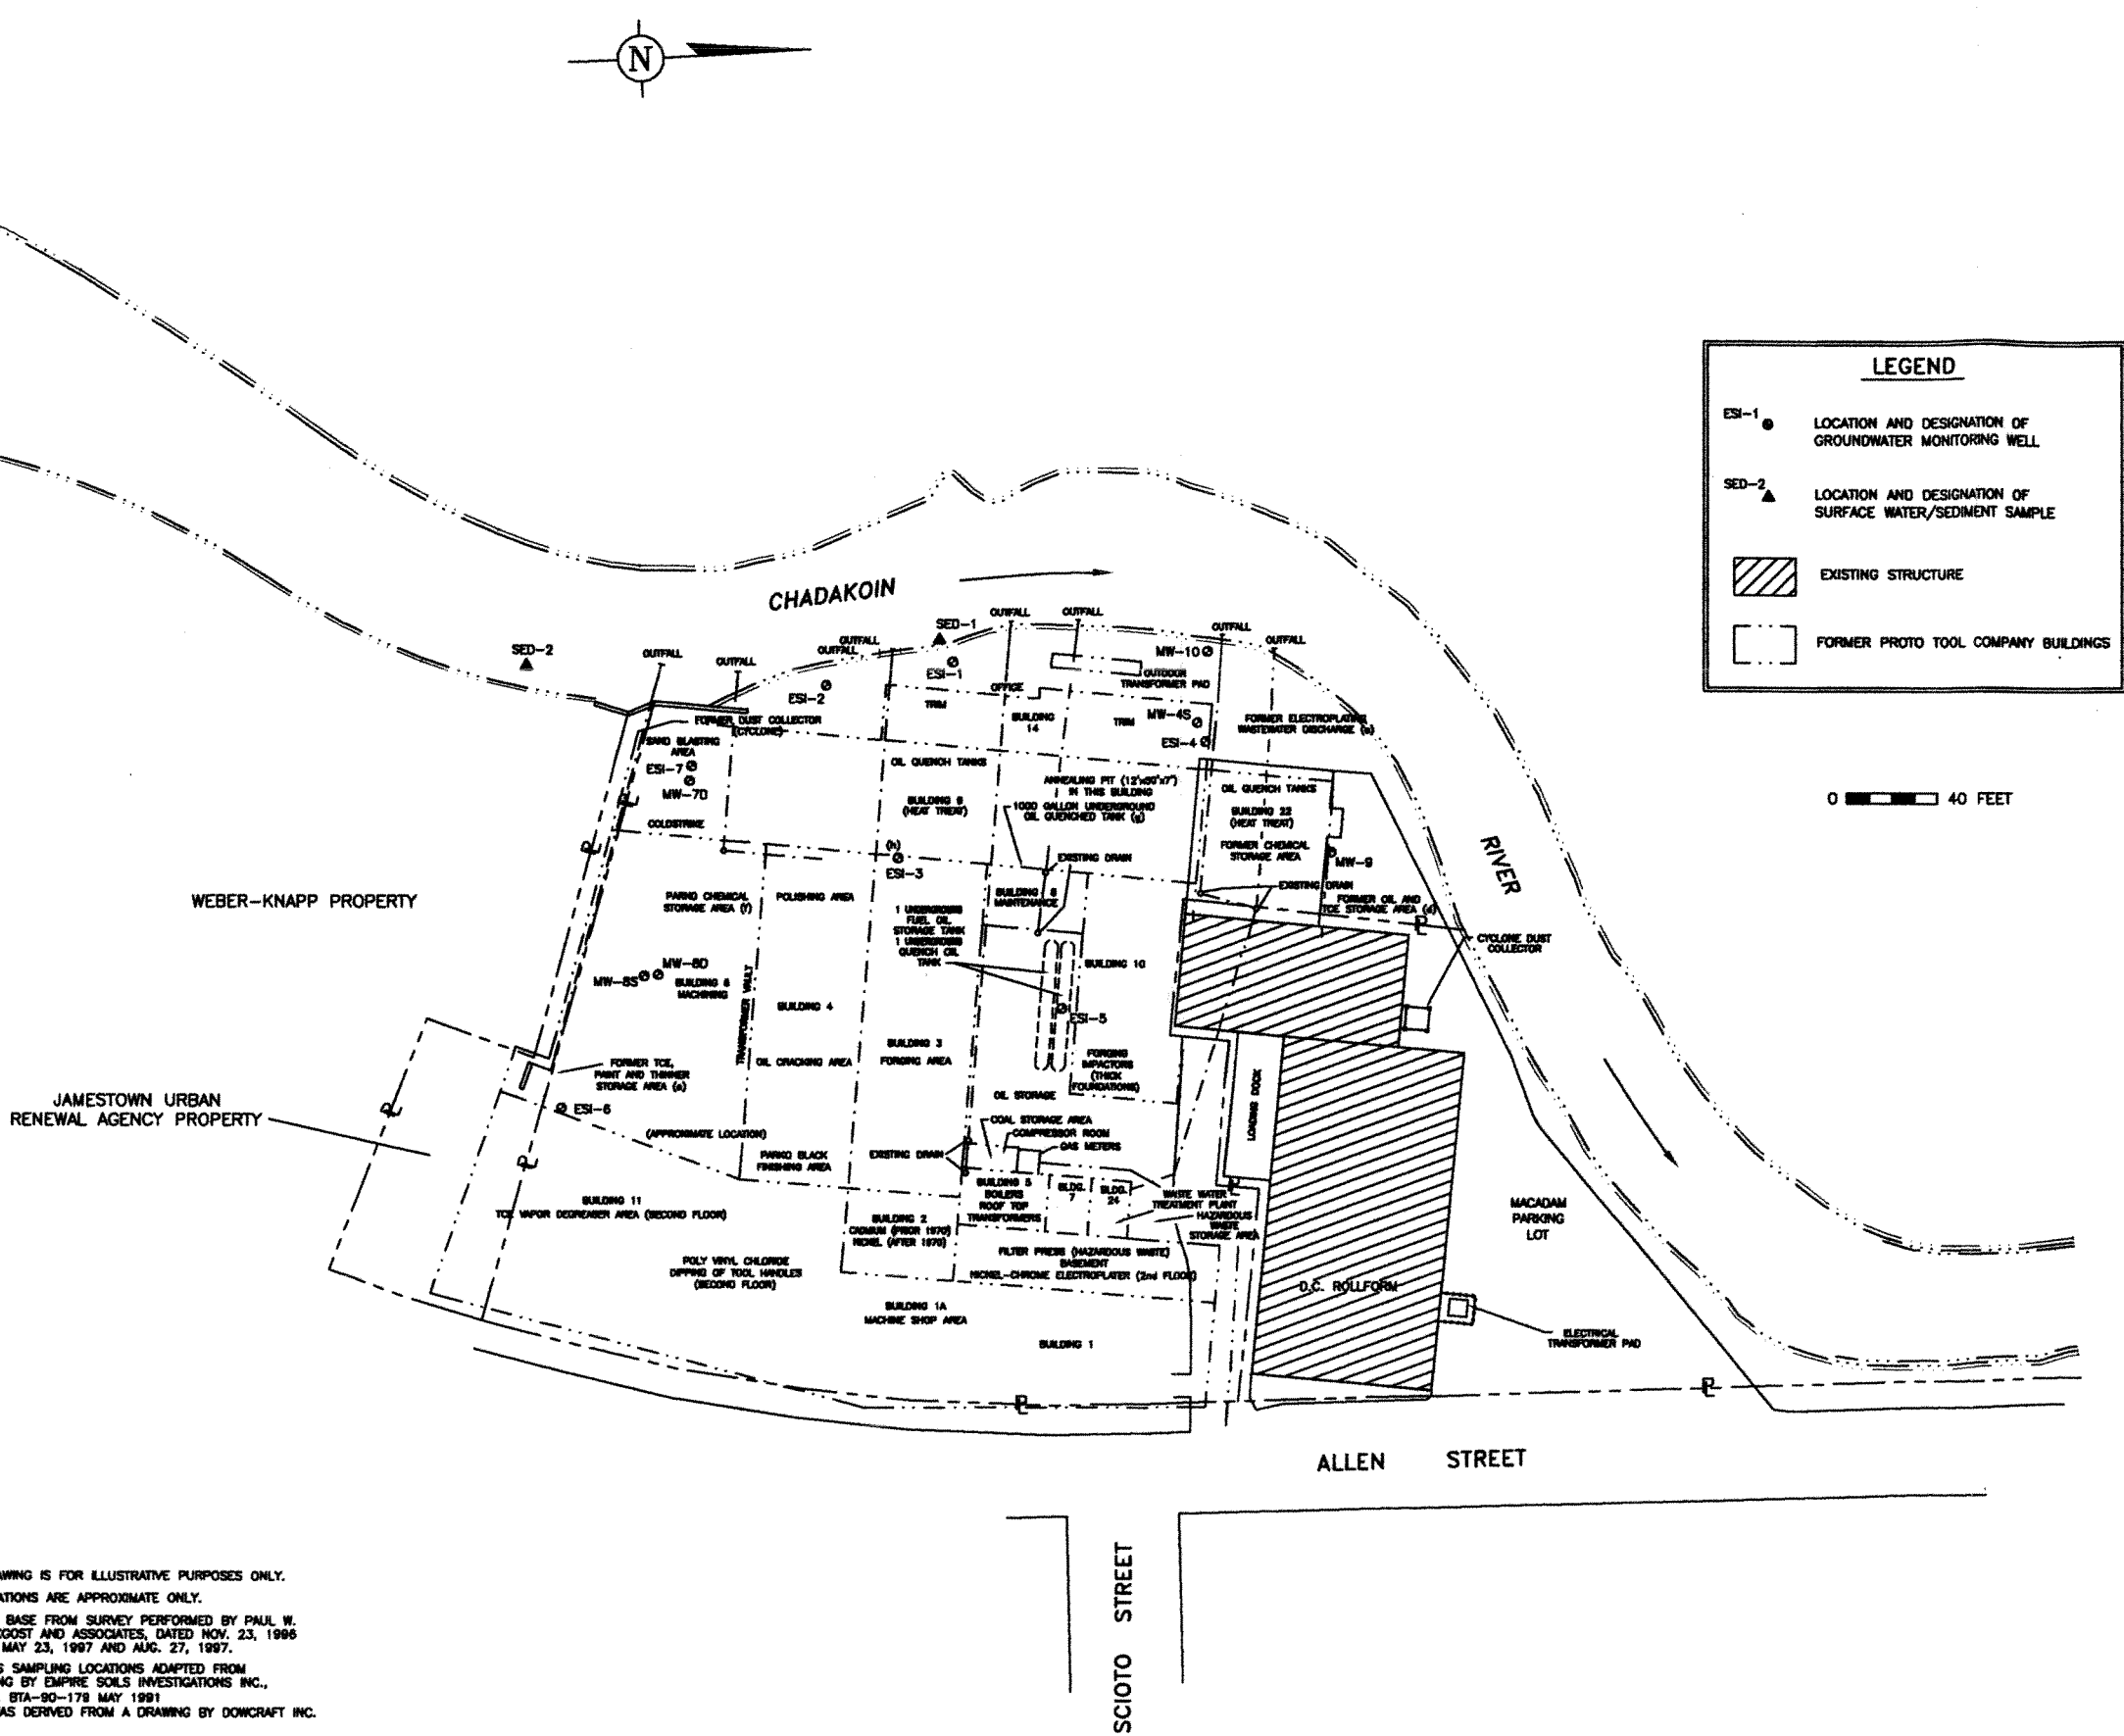 N
LEGEND
ESI-1
LOCATION AND DESIGNATION OF
GROUNDWATER MONITORING WELL
SED-2
LOCATION AND DESIGNATION OF
SURFACE WATER/SEDIMENT SAMPLE
EXISTING STRUCTURE
FORMER PROTO TOOL COMPANY BUILDINGS
0
40 FEET
CHADAKOIN
RIVER
SED-2
SED-1
OUTFALL
OUTFALL
OUTFALL
OUTFALL
OUTFALL
OUTFALL
OUTFALL
OUTFALL
ESI-2
ESI-1
MW-10
OFFICE
OUTDOOR
TRANSFORMER PAD
TRIM
BUILDING
14
TRIM
MW-4S
ESI-4
FORMER ELECTROPLATING
WASTEWATER DISCHARGE
FORMER DUST COLLECTOR
(CYCLONE)
SAND BLASTING
AREA
ESI-7
MW-7D
COLDSTRIKE
OIL QUENCH TANKS
ANNEALING PIT (12'x50'x7')
IN THIS BUILDING
(HEAT TREAT)
1000 GALLON UNDERGROUND
OIL QUENCHED TANK (g)
OIL QUENCH TANKS
BUILDING 22
(HEAT TREAT)
FORMER CHEMICAL
STORAGE AREA
MW-9
(h)
ESI-3
EXISTING DRAIN
EXISTING DRAIN
FORMER OIL AND
TCE STORAGE AREA (d)
CYCLONE DUST
COLLECTOR
WEBER-KNAPP PROPERTY
PARKO CHEMICAL
STORAGE AREA (f)
POLISHING AREA
1 UNDERGROUND
FUEL OIL
STORAGE TANK
1 UNDERGROUND
QUENCH OIL
TANK
MAINTENANCE
BUILDING 10
MW-8S
MW-8D
MACHINING
TRANSFORMER VAULT
BUILDING 4
ESI-5
BUILDING 3
FORGING AREA
OIL CRACKING AREA
FORGING
IMPACTORS
(THICK
FOUNDATIONS)
OIL STORAGE
FORMER TCE,
PAINT AND THINNER
STORAGE AREA (a)
ESI-6
(APPROXIMATE LOCATION)
LOADING DOCK
COAL STORAGE AREA
COMPRESSOR ROOM
GAS METERS
EXISTING DRAIN
PARKO BLACK
FINISHING AREA
JAMESTOWN URBAN
RENEWAL AGENCY PROPERTY
BUILDING 11
TCE VAPOR DEGREASER AREA (SECOND FLOOR)
BUILDING 5
BOILERS
ROOF TOP
TRANSFORMERS
BLDG.
7
BLDG.
24
WASTE WATER
TREATMENT PLANT
HAZARDOUS
WASTE
STORAGE AREA
BUILDING 2
CADMIUM (PRIOR 1970)
NICKEL (AFTER 1970)
FILTER PRESS (HAZARDOUS WASTE)
BASEMENT
NICKEL-CHROME ELECTROPLATER (2nd FLOOR)
POLY VINYL CHLORIDE
DIPPING OF TOOL HANDLES
(SECOND FLOOR)
BUILDING 1A
MACHINE SHOP AREA
BUILDING 1
D.C. ROLLFORM
MACADAM
PARKING
LOT
ELECTRICAL
TRANSFORMER PAD
ALLEN STREET
SCIOTO STREET
AWING IS FOR ILLUSTRATIVE PURPOSES ONLY.
ATIONS ARE APPROXIMATE ONLY.
BASE FROM SURVEY PERFORMED BY PAUL W.
GOST AND ASSOCIATES, DATED NOV. 23, 1996
MAY 23, 1997 AND AUG. 27, 1997.
S SAMPLING LOCATIONS ADAPTED FROM
NG BY EMPIRE SOILS INVESTIGATIONS INC.,
BTA-90-179 MAY 1991
AS DERIVED FROM A DRAWING BY DOWCRAFT INC.